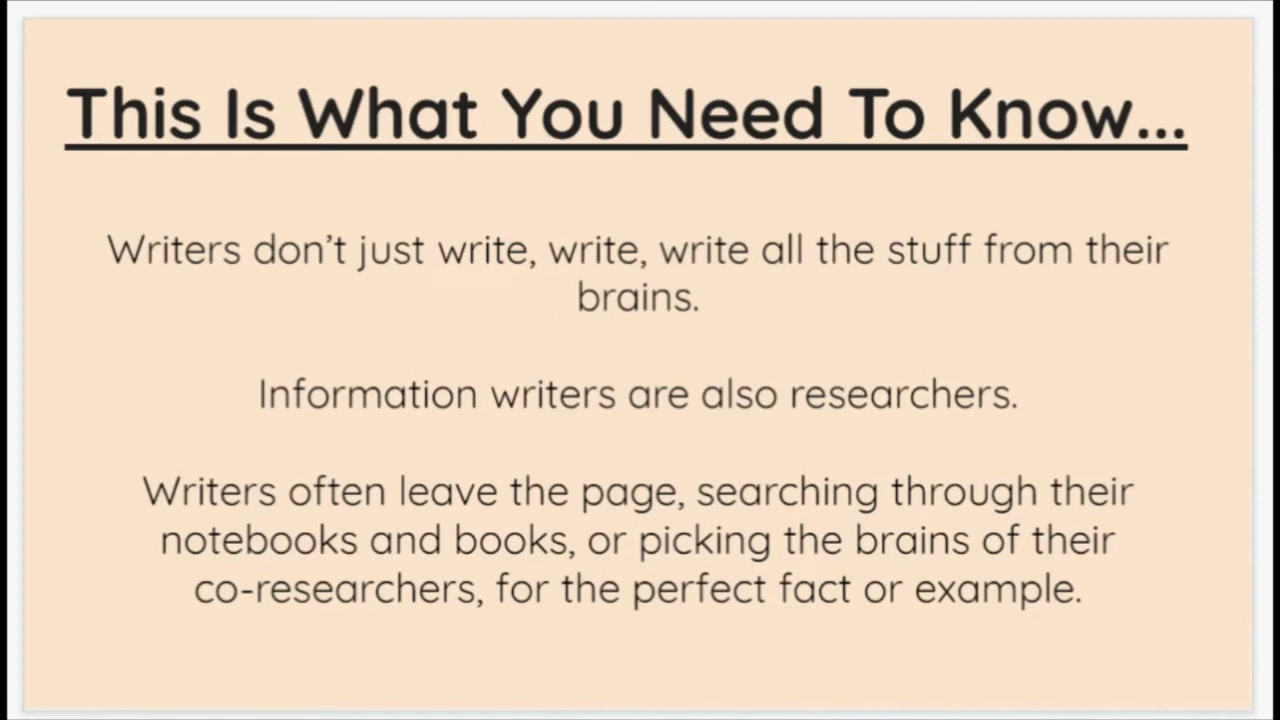 This Is What You Need To Know...
Writers don't just write, write, write all the stuff from their
brains.
Information writers are also researchers.
Writers often leave the page, searching through their
notebooks and books, or picking the brains of their
co-researchers, for the perfect fact or example.